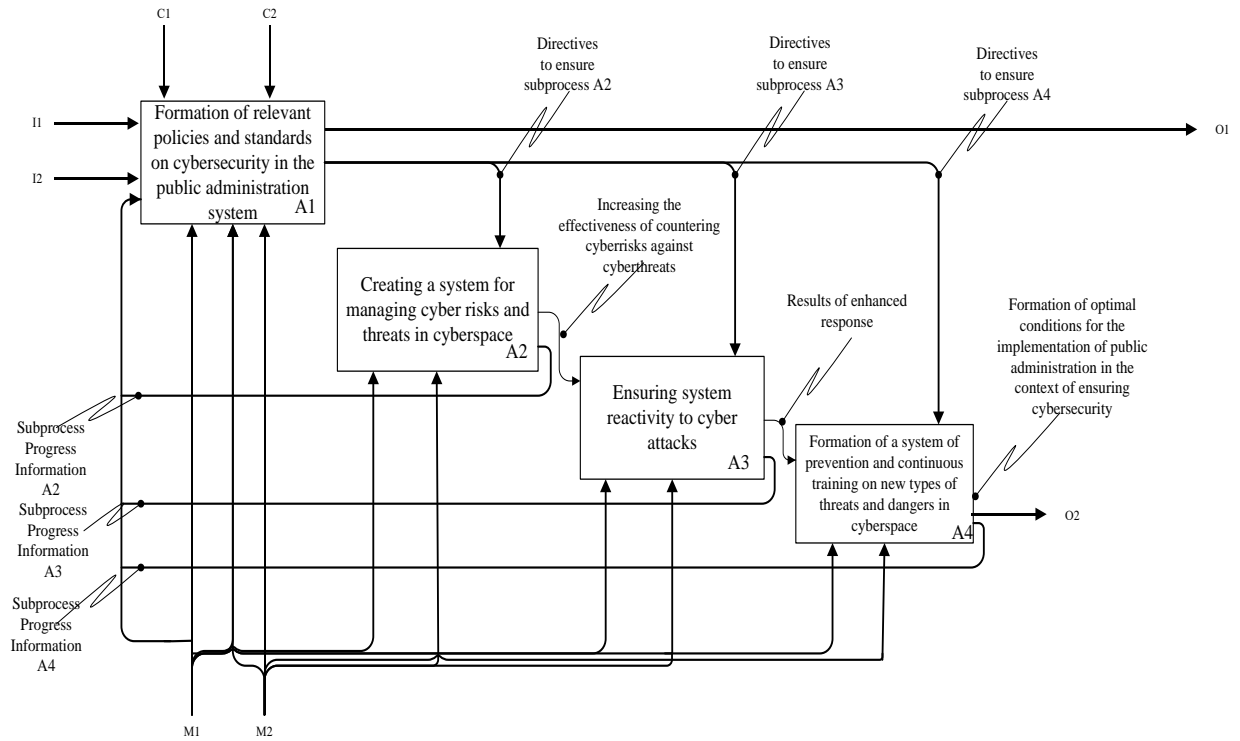 C1
C2
I1
I2
Formation of relevant
policies and standards
on cybersecurity in the
public administration
system
A1
Directives
to ensure
subprocess A2
Directives
to ensure
subprocess A3
Directives
to ensure
subprocess A4
O1
Creating a system for
managing cyber risks and
threats in cyberspace
A2
Increasing the
effectiveness of countering
cyberrisks against
cyberthreats
Ensuring system
reactivity to cyber
attacks
A3
Results of enhanced
response
Formation of optimal
conditions for the
implementation of public
administration in the
context of ensuring
cybersecurity
Formation of a system of
prevention and continuous
training on new types of
threats and dangers in
cyberspace
A4
O2
Subprocess
Progress
Information
A2
Subprocess
Progress
Information
A3
Subprocess
Progress
Information
A4
M1
M2